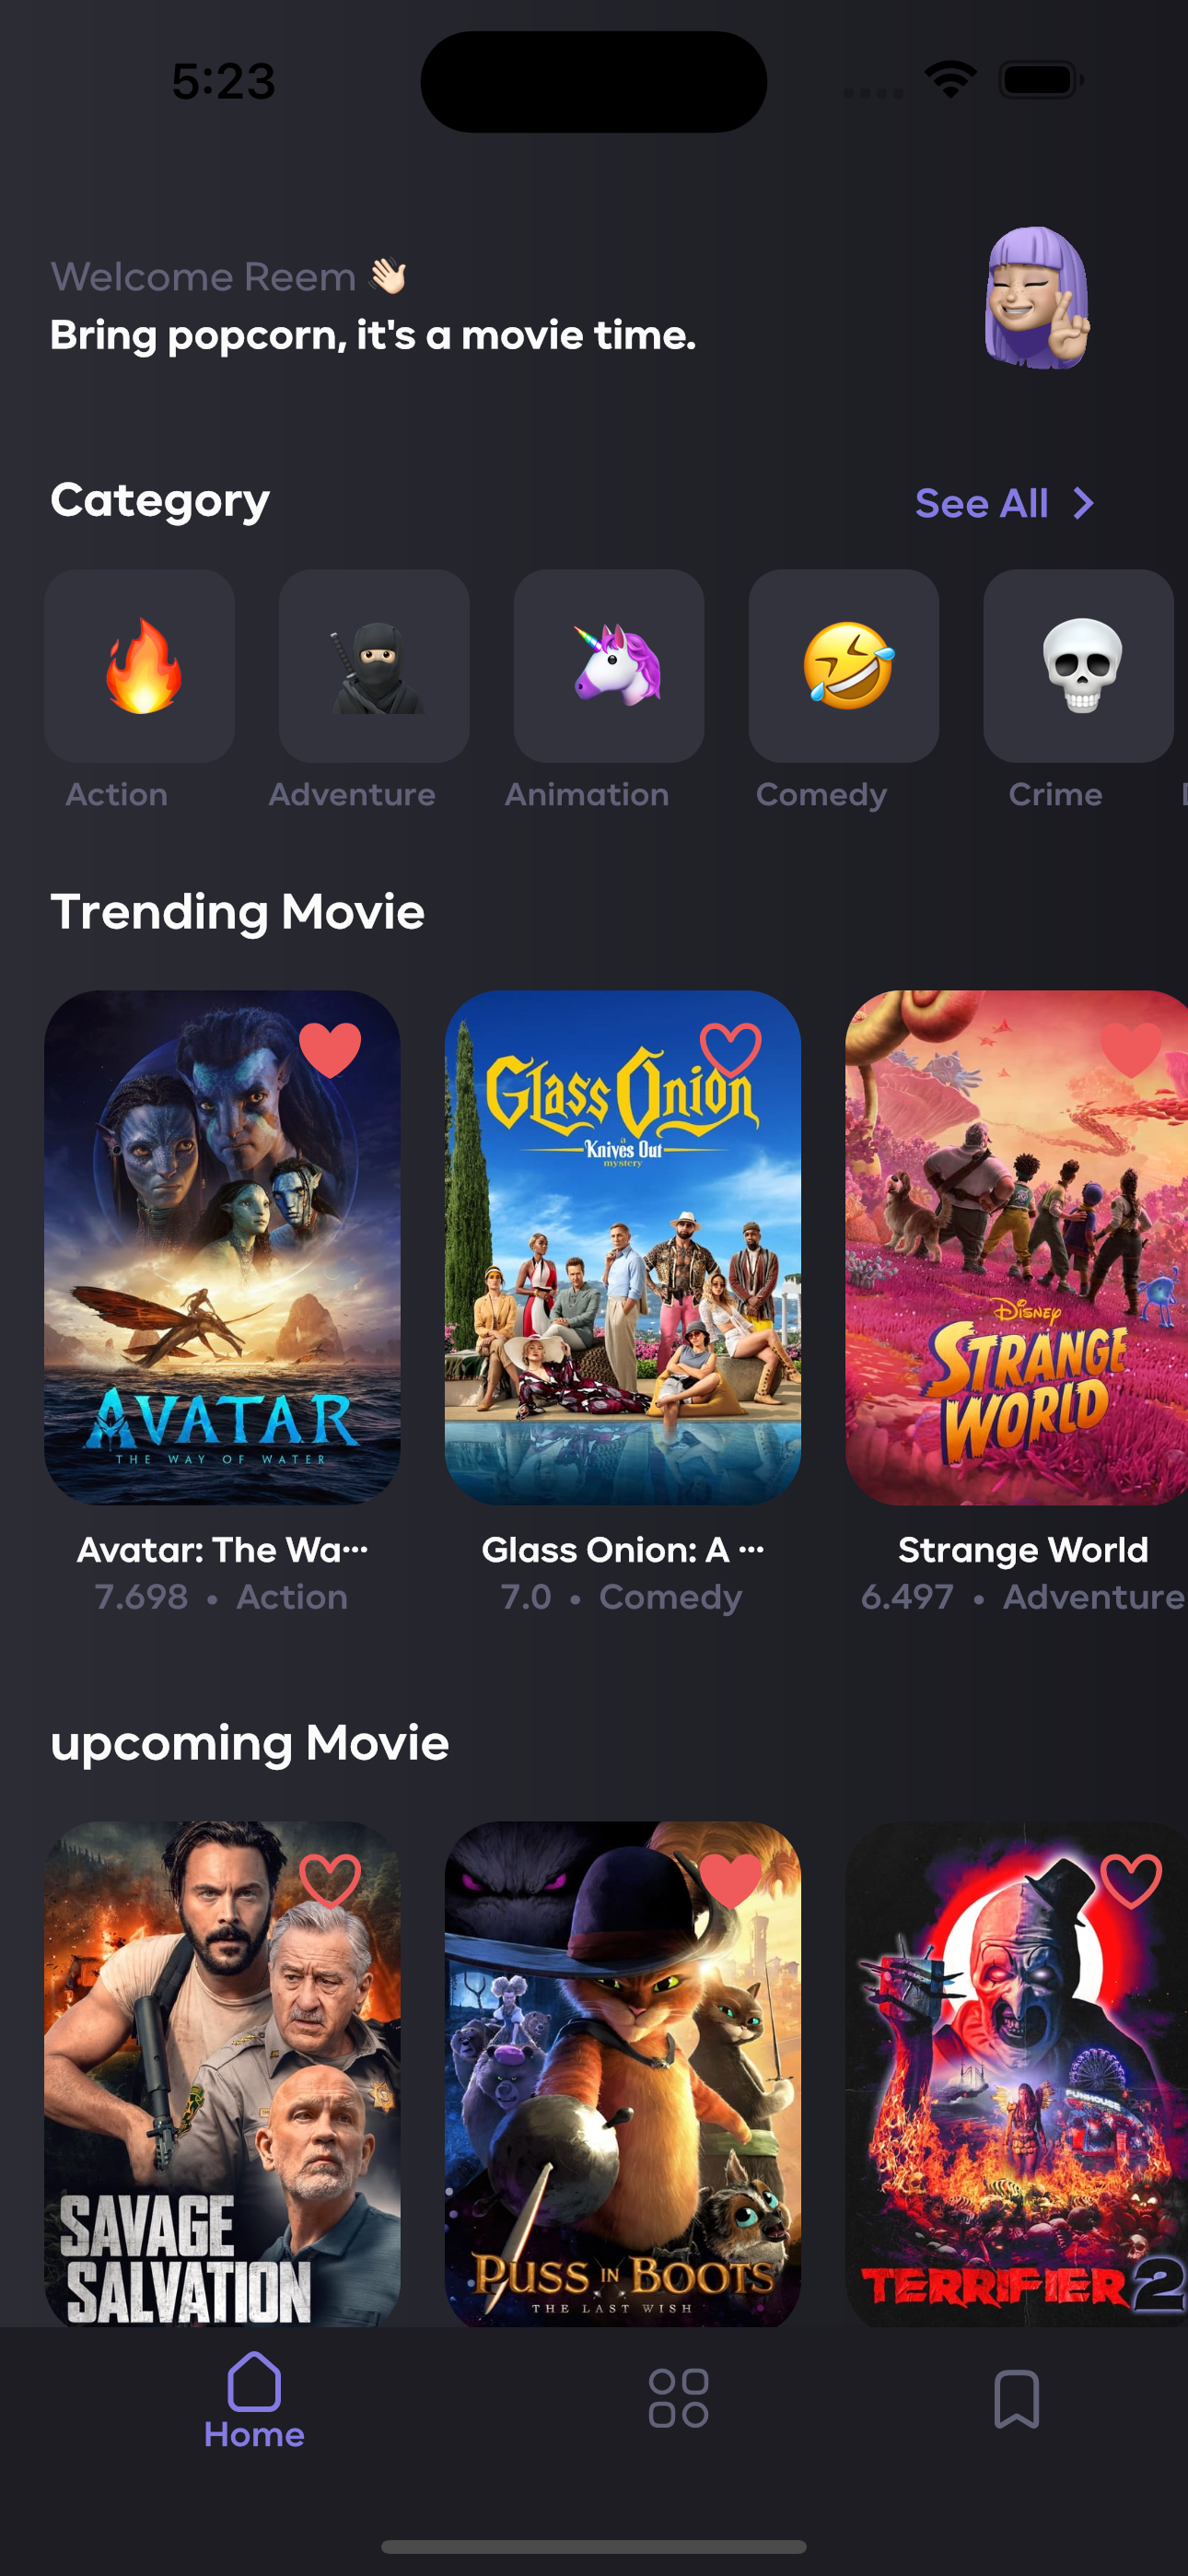 5:23
Welcome Reem 👋🏻
Bring popcorn, it's a movie time.
Category
See All
Action
Adventure
Animation
Comedy
Crime
Trending Movie
AVATAR
THE WAY OF WATER
GLASS ONION
a
Knives Out
mystery
DISNEY
STRANGE
WORLD
Avatar: The Wa...
Glass Onion: A ...
Strange World
7.698 • Action
7.0 • Comedy
6.497 • Adventure
upcoming Movie
SAVAGE
SALVATION
PUSS IN BOOTS
THE LAST WISH
FUNHOUSE
TERRIFIER 2
Home